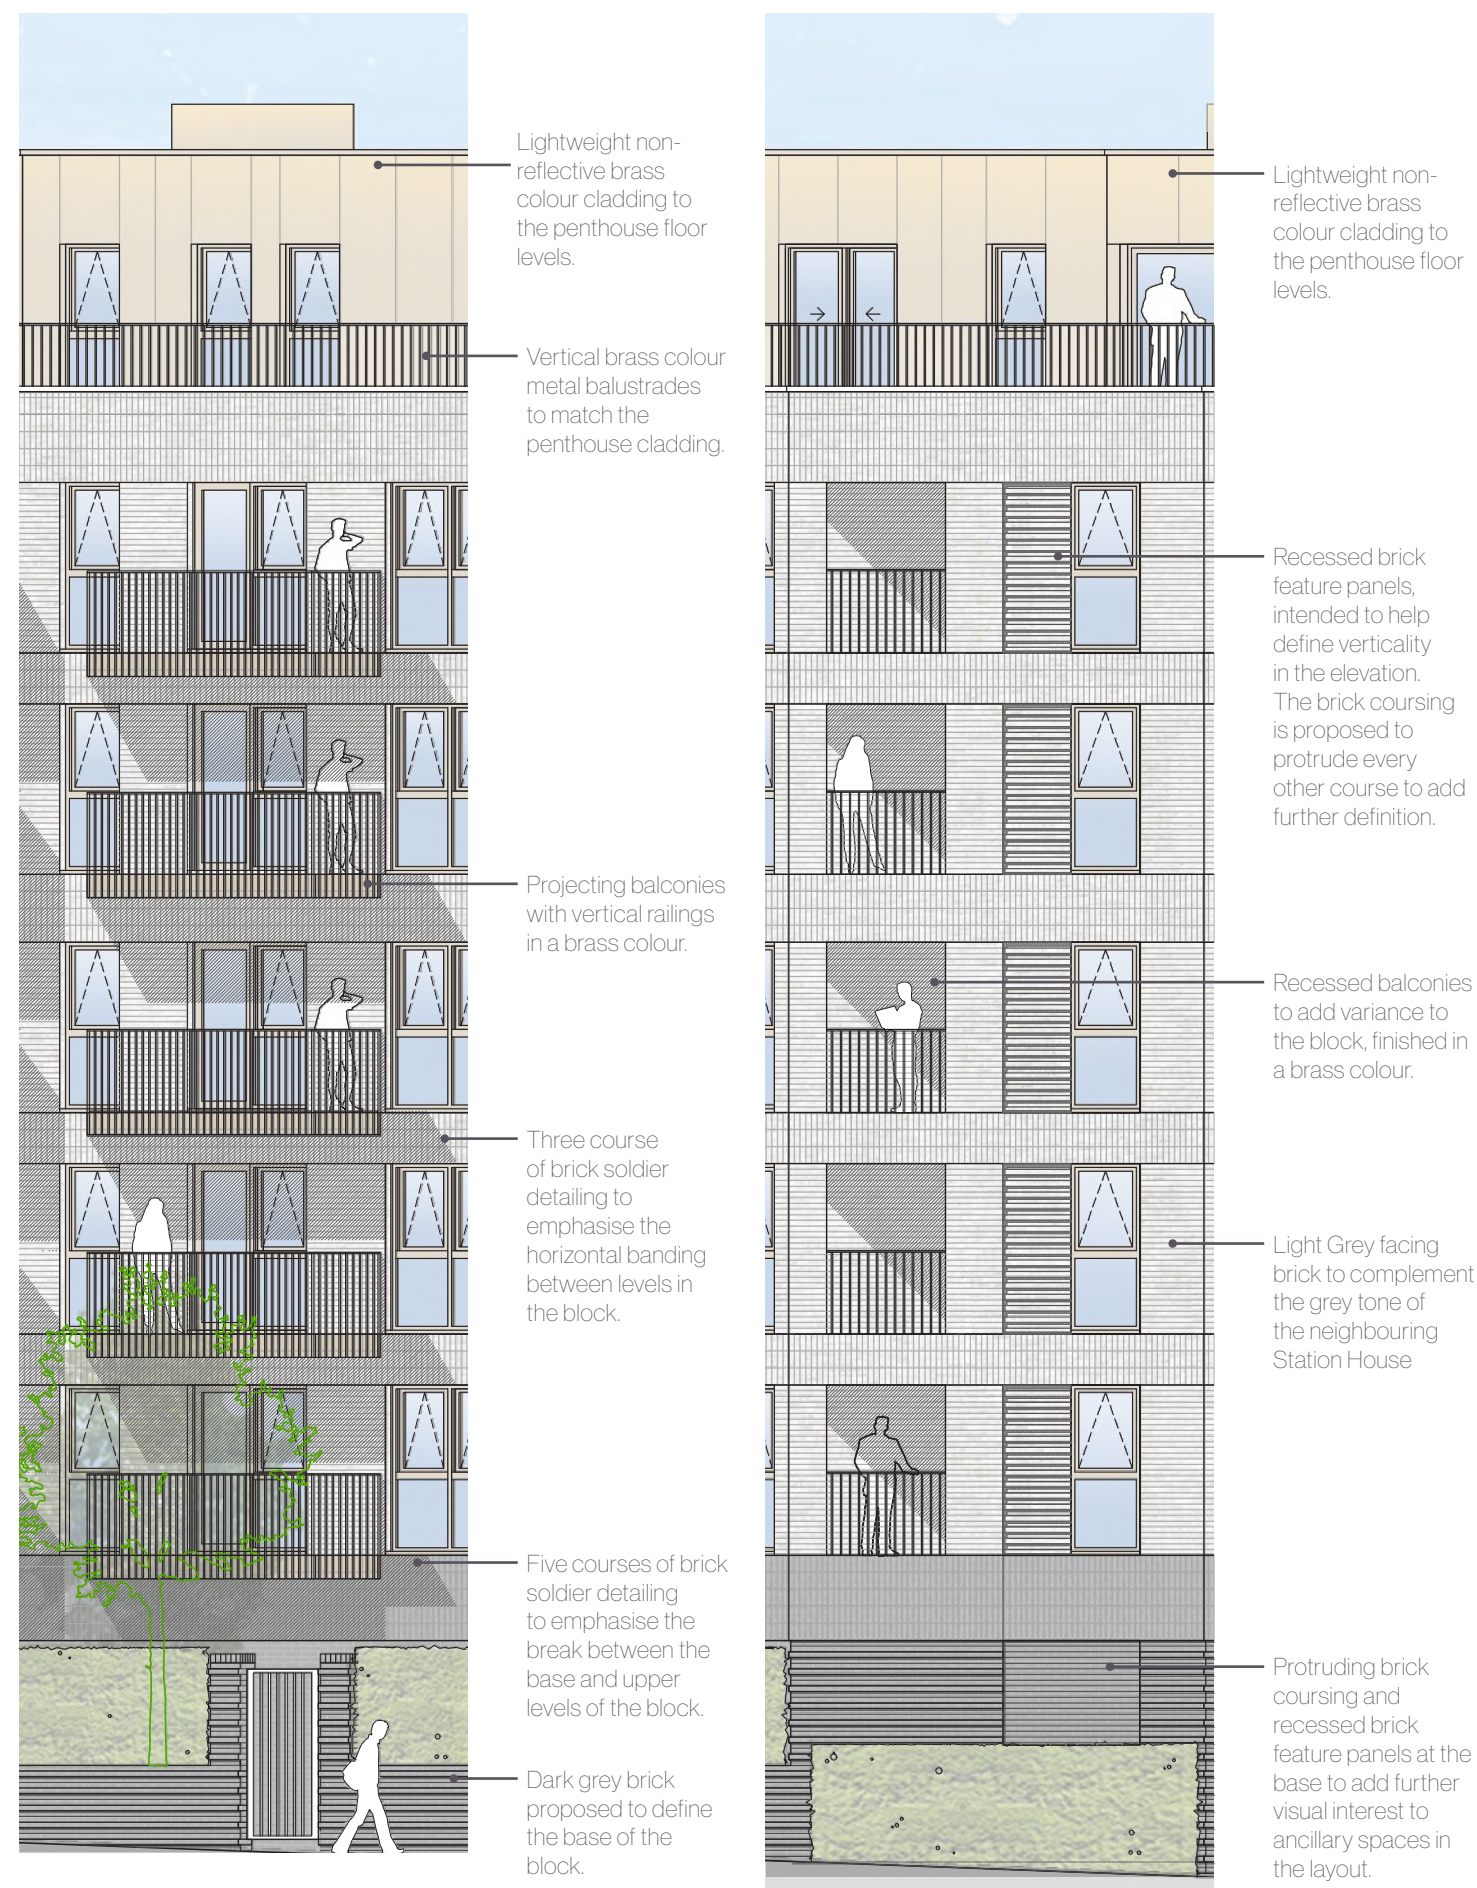 Lightweight non-
reflective brass
colour cladding to
the penthouse floor
levels.
Vertical brass colour
metal balustrades
to match the
penthouse cladding.
Projecting balconies
with vertical railings
in a brass colour.
Three course
of brick soldier
detailing to
emphasise the
horizontal banding
between levels in
the block.
Five courses of brick
soldier detailing
to emphasise the
break between the
base and upper
levels of the block.
Dark grey brick
proposed to define
the base of the
block.
Lightweight non-
reflective brass
colour cladding to
the penthouse floor
levels.
Recessed brick
feature panels,
intended to help
define verticality
in the elevation.
The brick coursing
is proposed to
protrude every
other course to add
further definition.
Recessed balconies
to add variance to
the block, finished in
a brass colour.
Light Grey facing
brick to complement
the grey tone of
the neighbouring
Station House
Protruding brick
coursing and
recessed brick
feature panels at the
base to add further
visual interest to
ancillary spaces in
the layout.